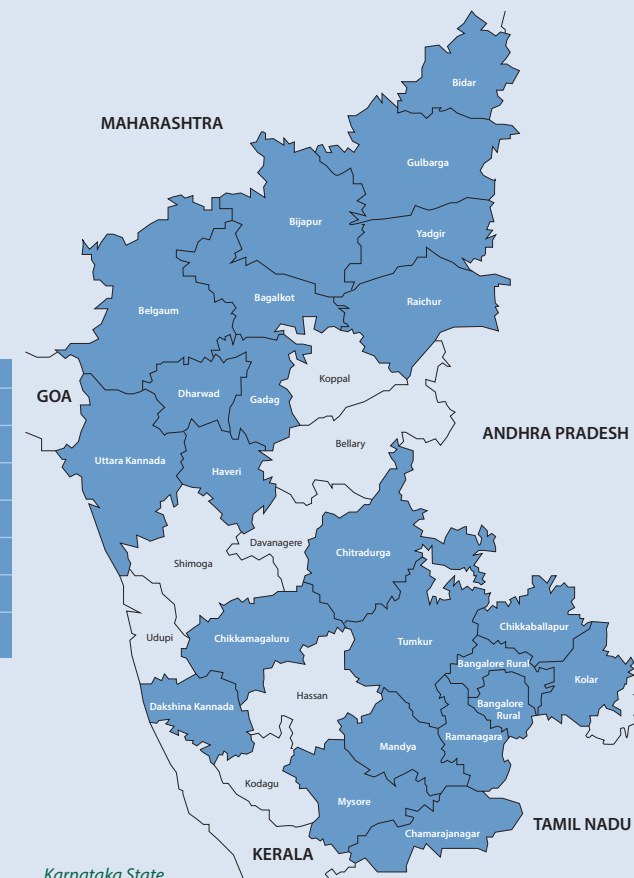 Bidar
MAHARASHTRA
Gulbarga
Bijapur
Yadgir
Bagalkot
Raichur
Belgaum
Koppal
GOA
Dharwad
Gadag
ANDHRA PRADESH
Bellary
Uttara Kannada
Haveri
Davanagere
Chitradurga
Shimoga
Chikkaballapur
Udupi
Chikkamagaluru
Tumkur
Bangalore Rural
Kolar
Hassan
Dakshina Kannada
Bangalore
Rural
Ramanagara
Mandya
Kodagu
Mysore
TAMIL NADU
Chamarajanagar
KERALA
Karnataka State